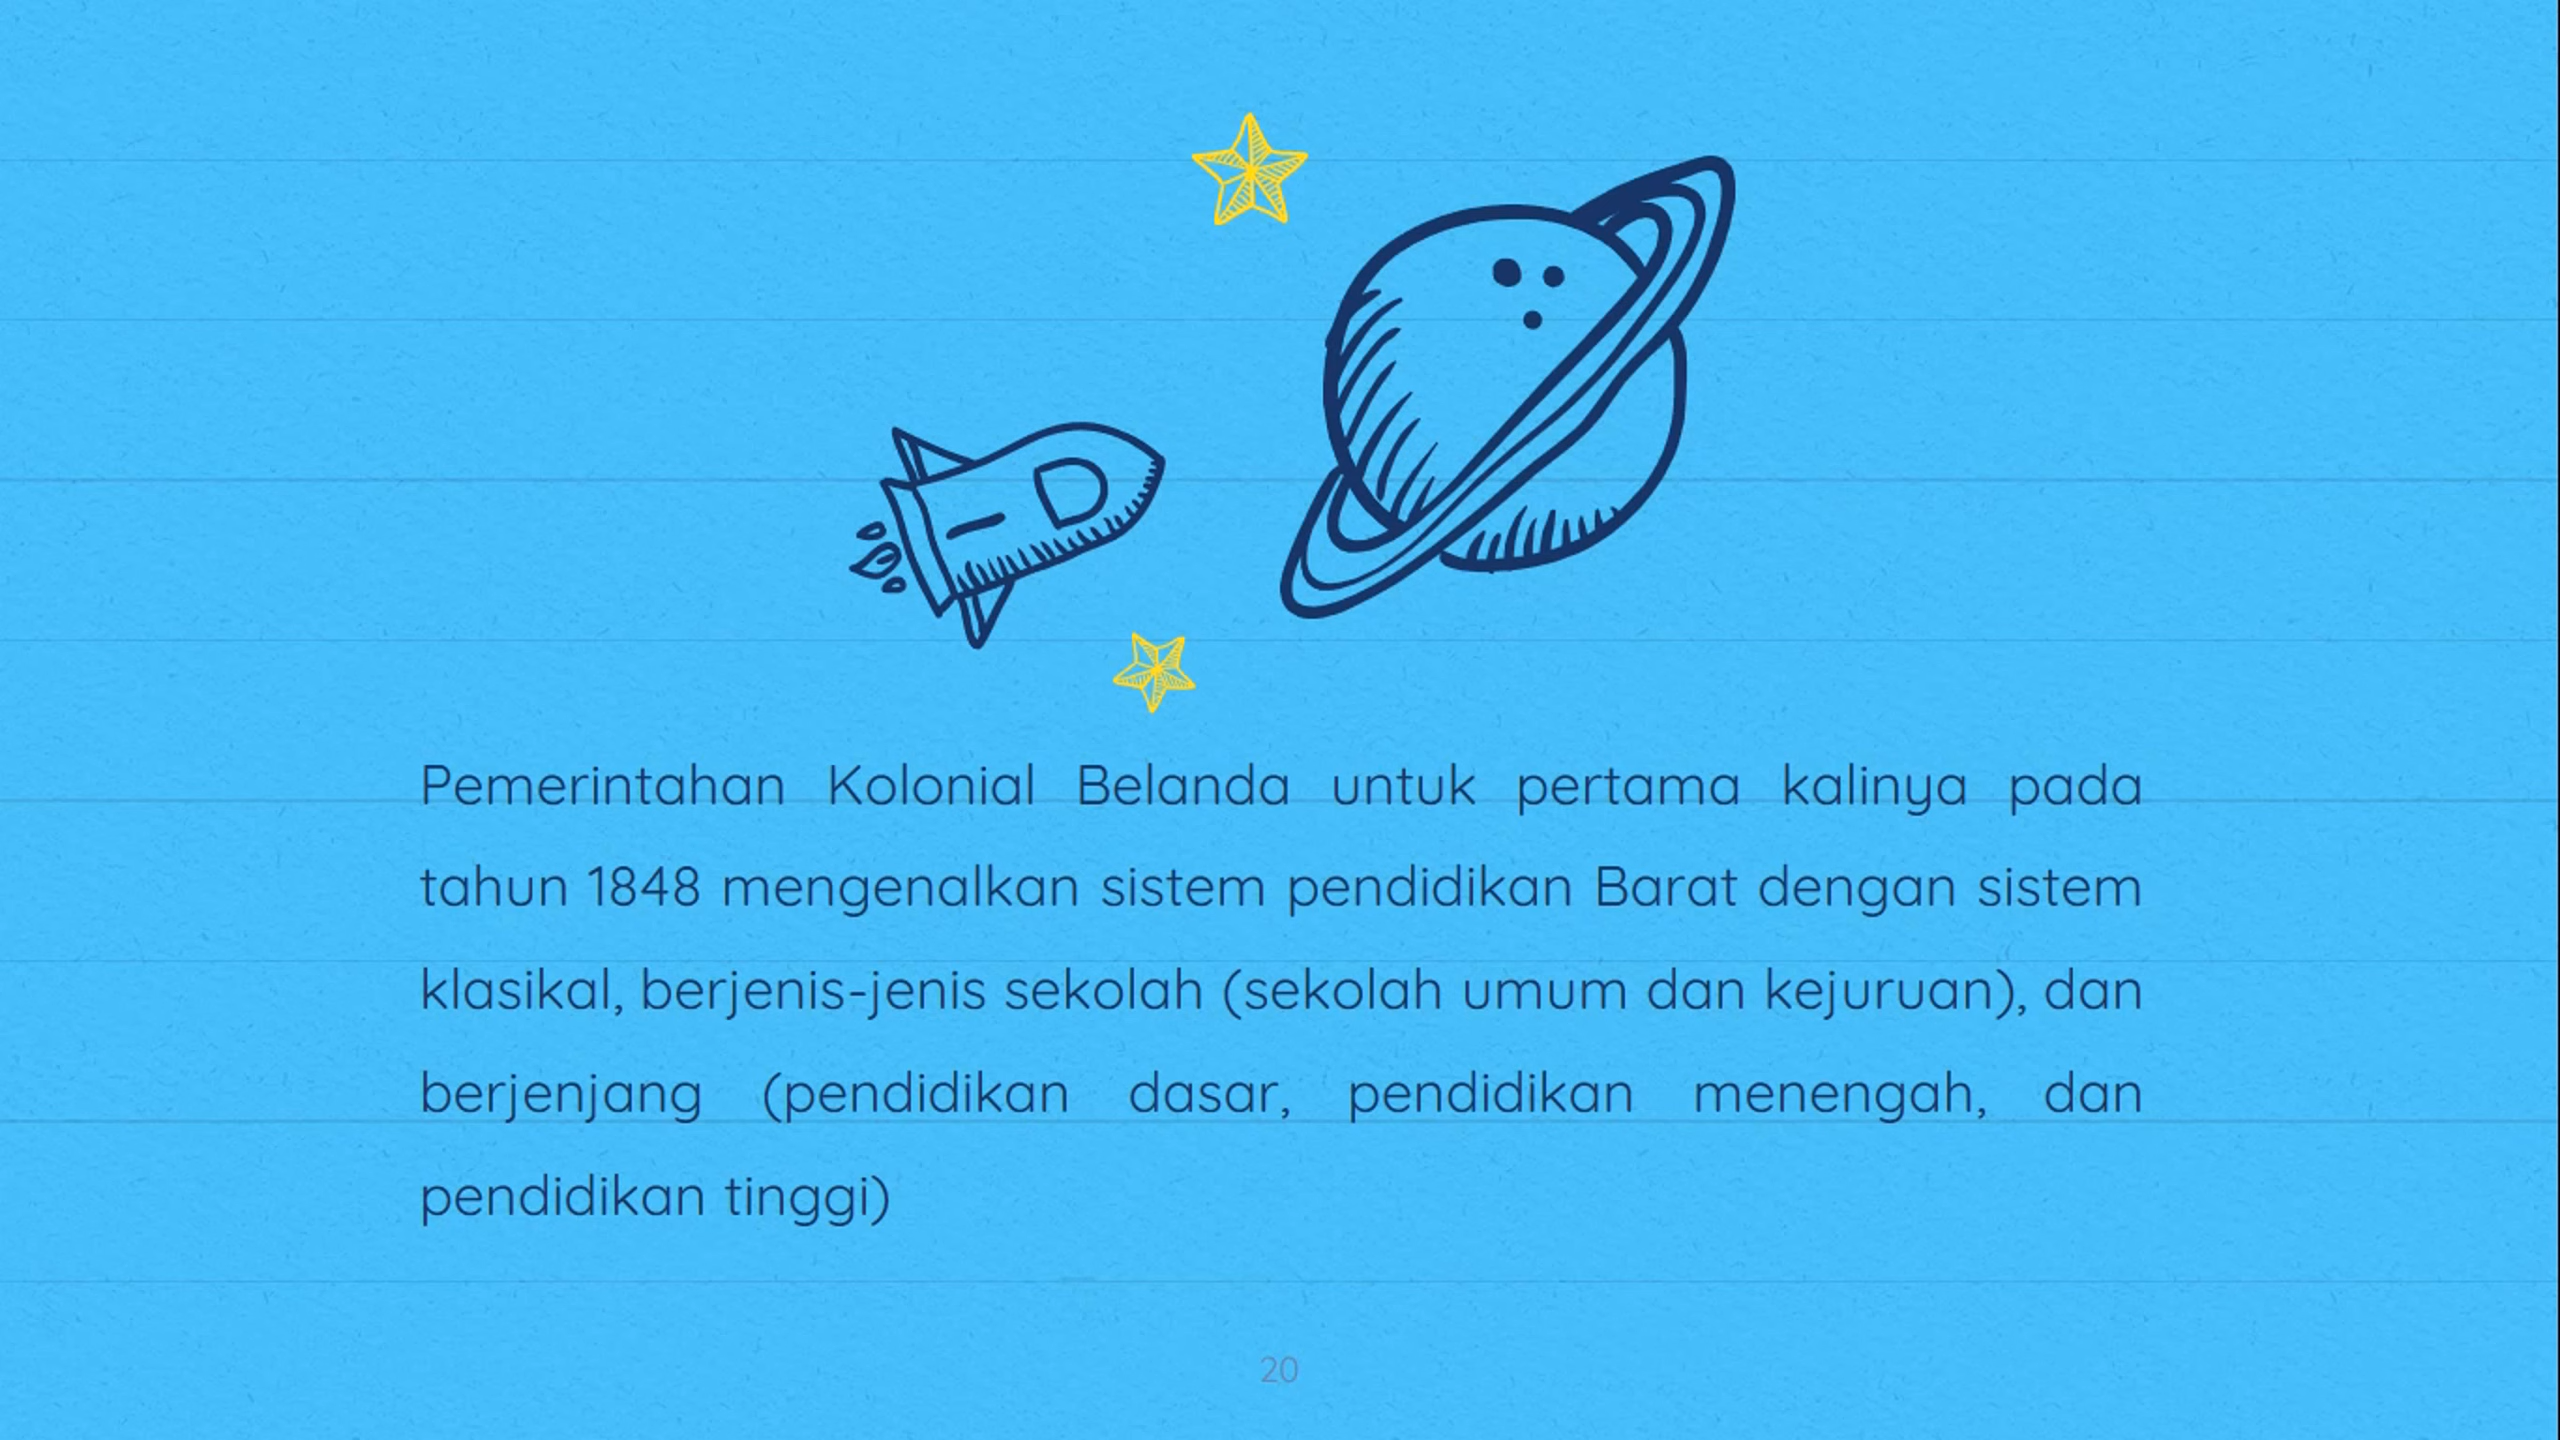 Pemerintahan Kolonial Belanda untuk pertama kalinya pada
tahun 1848 mengenalkan sistem pendidikan Barat dengan sistem
klasikal, berjenis-jenis sekolah (sekolah umum dan kejuruan), dan
berjenjang (pendidikan dasar, pendidikan menengah, dan
pendidikan tinggi)
20